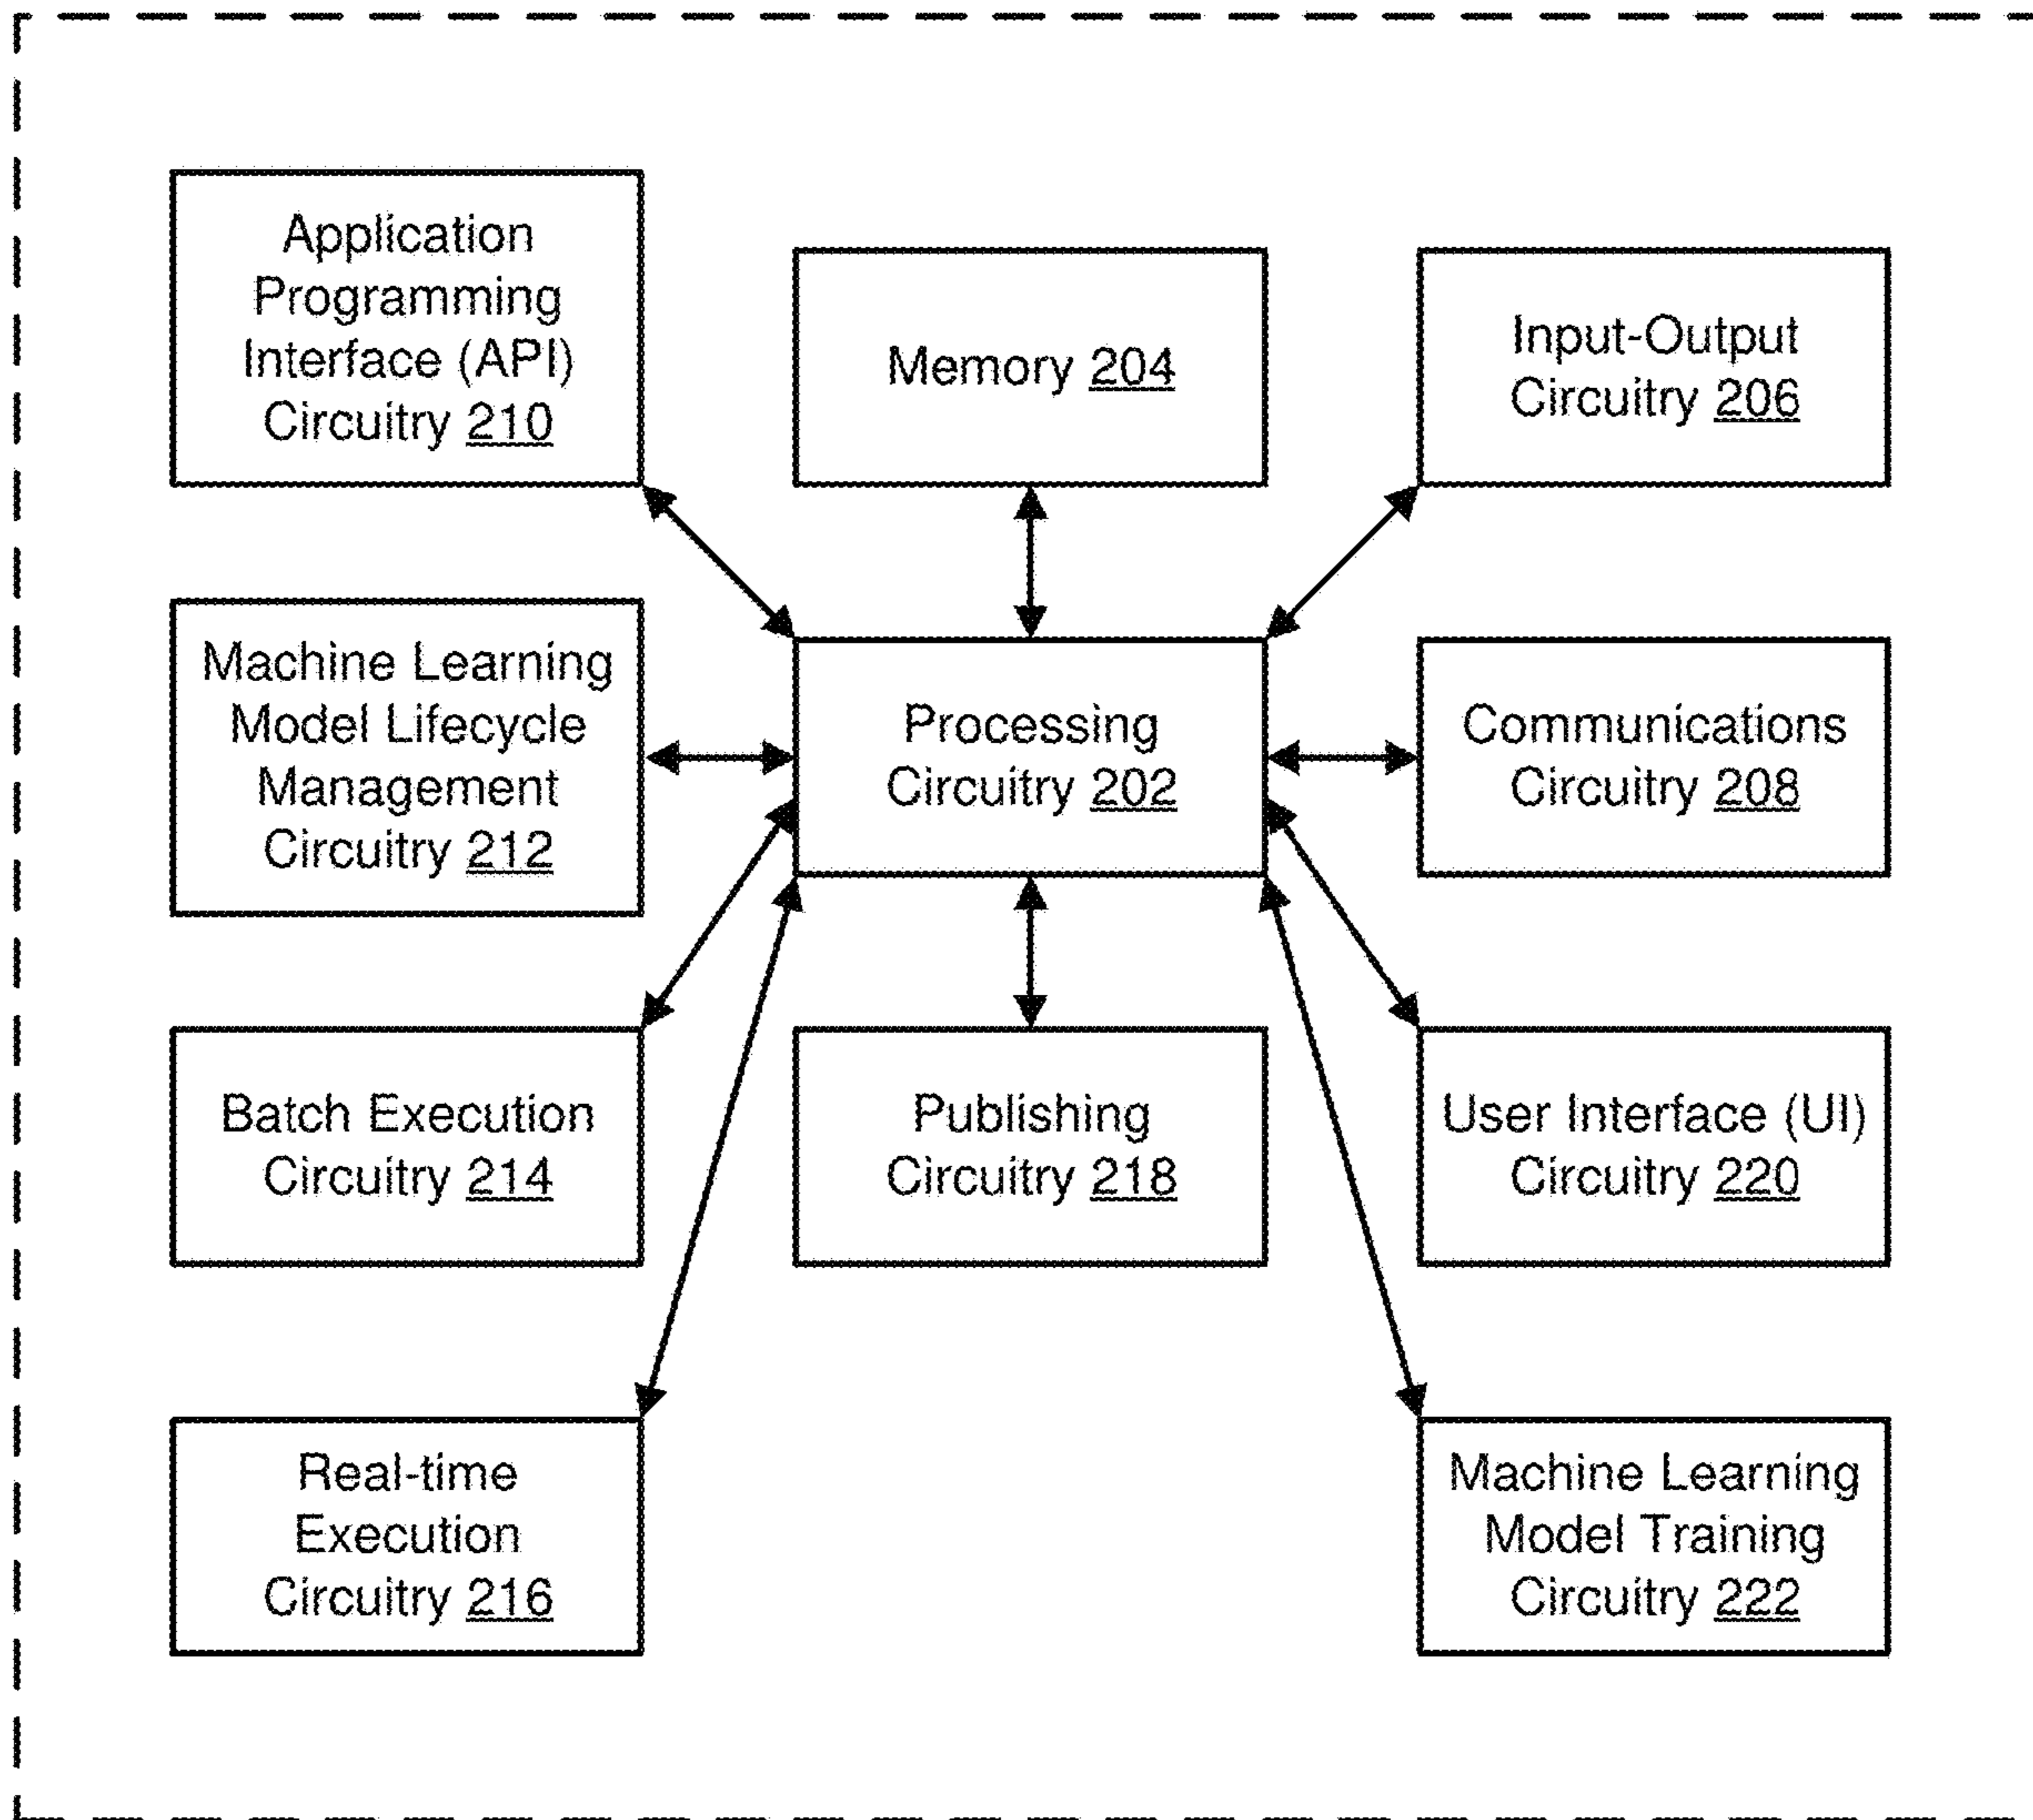 Application
Programming
Interface (API)
Circuitry 210
Memory 204
Input-Output
Circuitry 206
Machine Learning
Model Lifecycle
Management
Circuitry 212
Processing
Circuitry 202
Communications
Circuitry 208
Batch Execution
Circuitry 214
Publishing
Circuitry 218
User Interface (UI)
Circuitry 220
Real-time
Execution
Circuitry 216
Machine Learning
Model Training
Circuitry 222